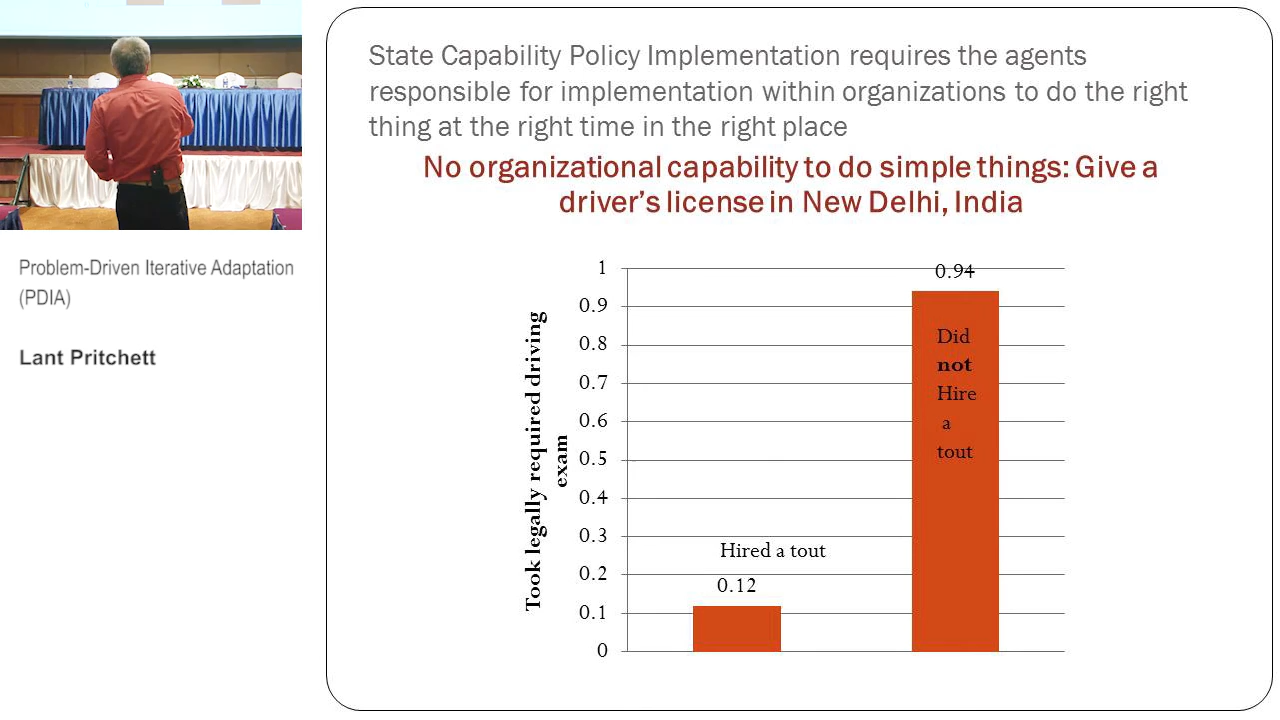 Problem-Driven Iterative Adaptation
(PDIA)
Lant Pritchett
State Capability Policy Implementation requires the agents
responsible for implementation within organizations to do the right
thing at the right time in the right place
No organizational capability to do simple things: Give a
driver's license in New Delhi, India
Took legally required driving
exam
1
0.9
0.8
0.7
0.6
0.5
0.4
0.3
0.2
0.1
0
Hired a tout
0.12
0.94
Did
not
Hire
a
tout